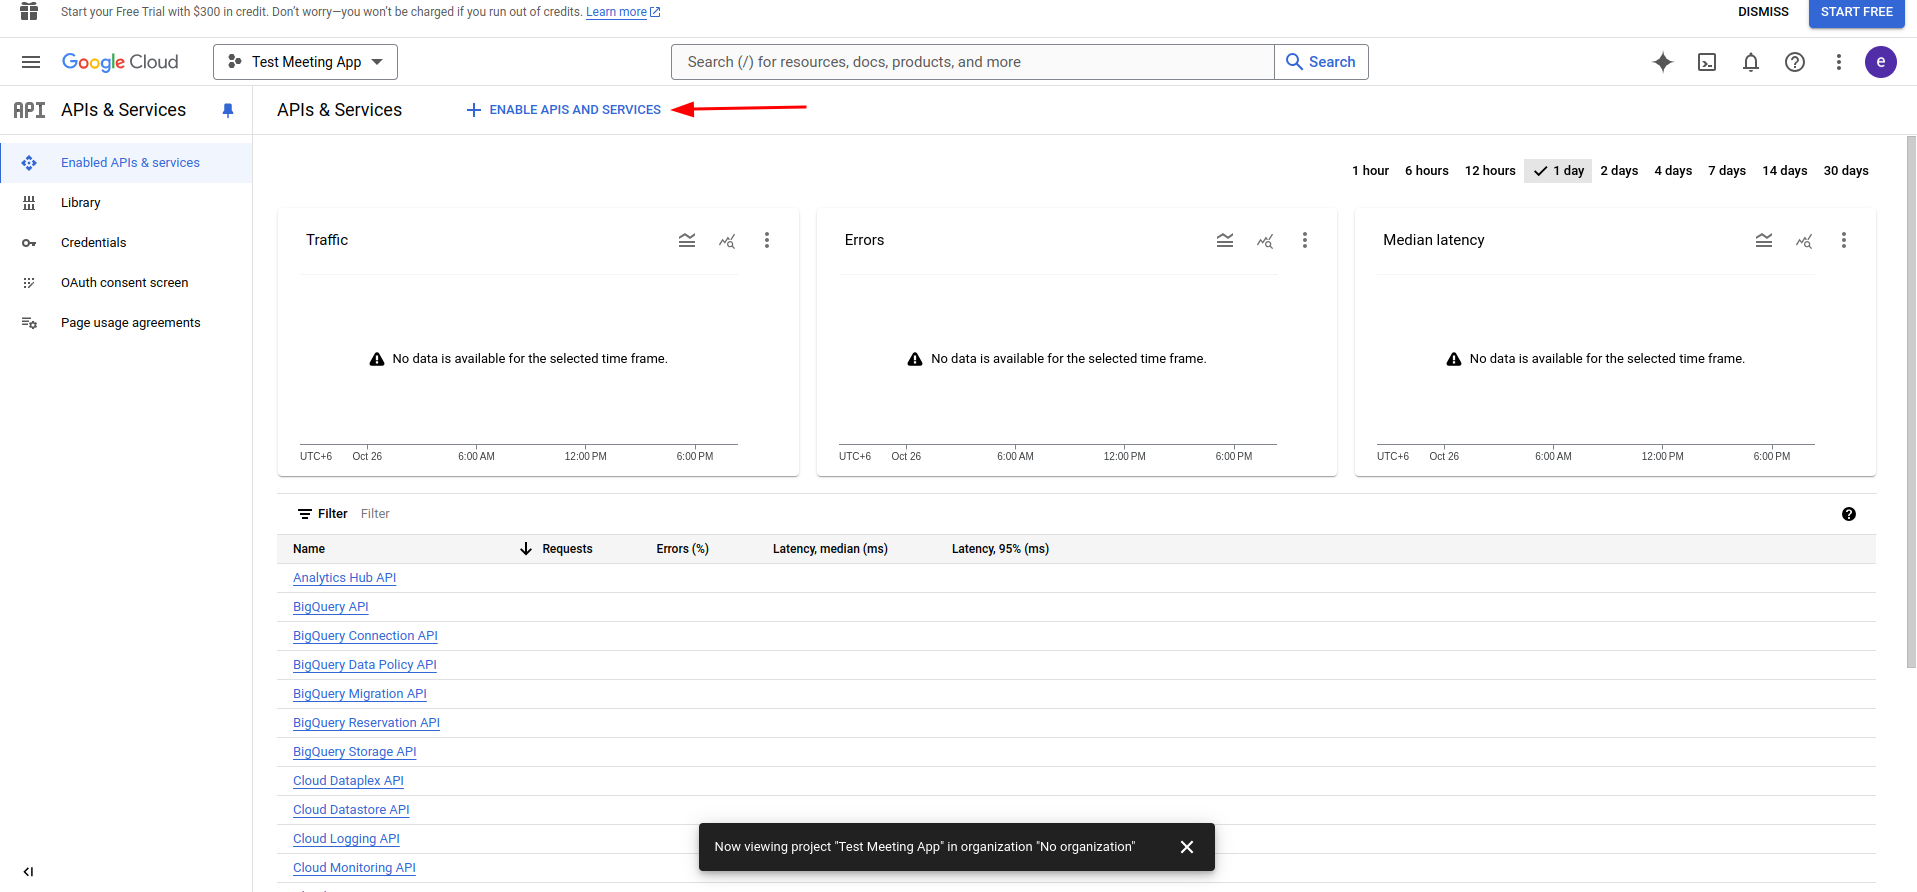 Start your Free Trial with $300 in credit. Don't worry—you won't be charged if you run out of credits. Learn more
DISMISS
START FREE
Google Cloud
Test Meeting App
Search (/) for resources, docs, products, and more
Search
e
API APIs & Services
APIs & Services
ENABLE APIS AND SERVICES
Enabled APIs & services
Library
Credentials
OAuth consent screen
Page usage agreements
1 hour 6 hours 12 hours 1 day 2 days 4 days 7 days 14 days 30 days
Traffic
No data is available for the selected time frame.
UTC+6 Oct 26 6:00 AM 12:00 PM 6:00 PM
Errors
No data is available for the selected time frame.
UTC+6 Oct 26 6:00 AM 12:00 PM 6:00 PM
Median latency
No data is available for the selected time frame.
UTC+6 Oct 26 6:00 AM 12:00 PM 6:00 PM
Filter Filter
Name Requests Errors (%) Latency, median (ms) Latency, 95% (ms)
Analytics Hub API
BigQuery API
BigQuery Connection API
BigQuery Data Policy API
BigQuery Migration API
BigQuery Reservation API
BigQuery Storage API
Cloud Dataplex API
Cloud Datastore API
Cloud Logging API
Cloud Monitoring API
Now viewing project "Test Meeting App" in organization "No organization"